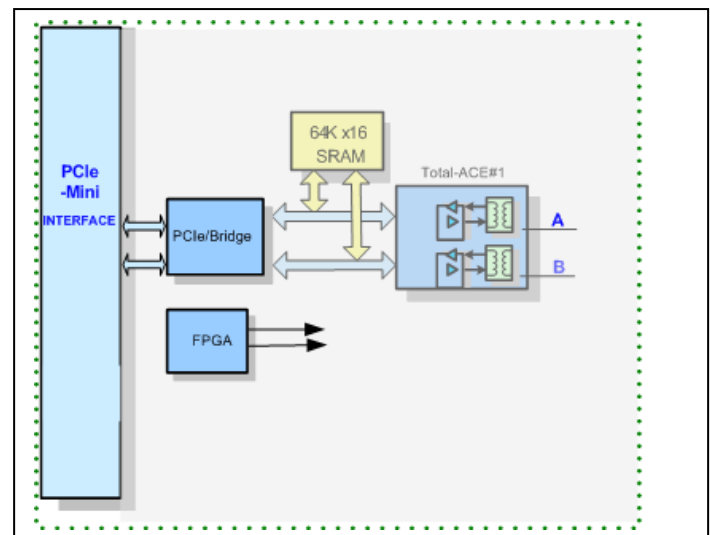 PCIe
-Mini
INTERFACE
64K x16
SRAM
Total-ACE#1
PCIe/Bridge
A
B
FPGA